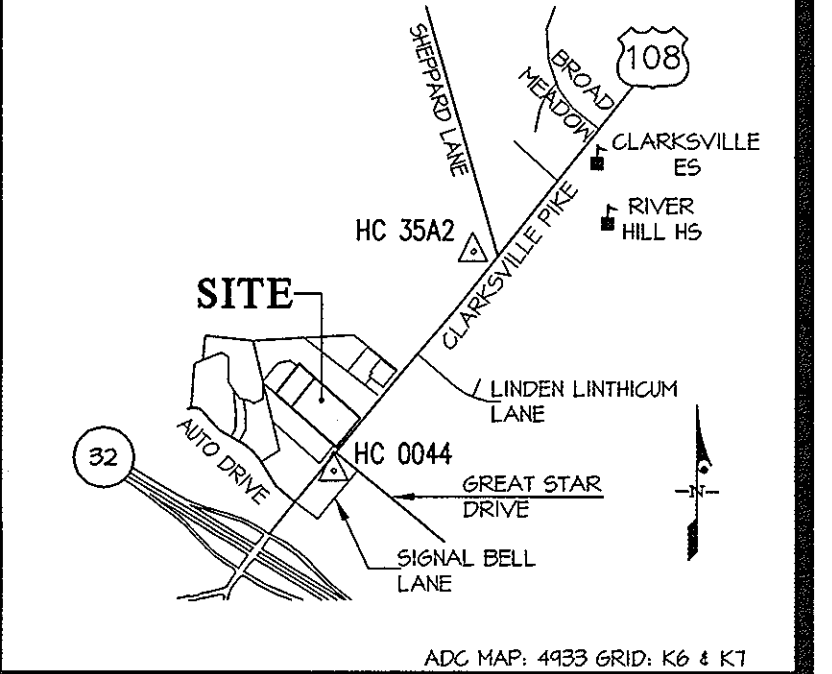 108
SHEPPARD LANE
BROAD
MEADOW
CLARKSVILLE
ES
RIVER
HILL HS
HC 35A2
CLARKSVILLE PIKE
SITE
LINDEN LINTHICUM
LANE
AUTO DRIVE
32
HC 0044
GREAT STAR
DRIVE
-N-
SIGNAL BELL
LANE
ADC MAP: 4933 GRID: K6 & K7